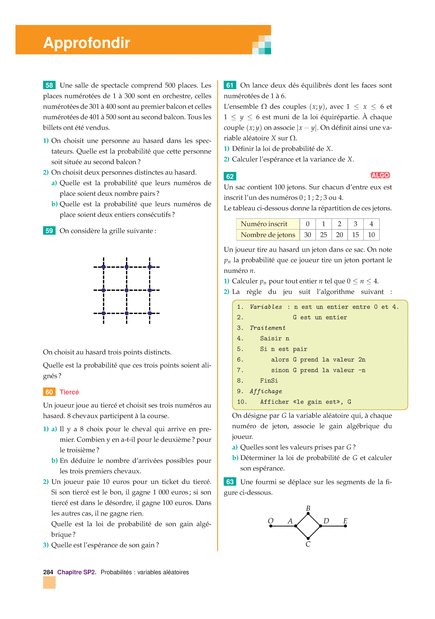 Approfondir
58 Une salle de spectacle comprend 500 places. Les
places numérotées de 1 à 300 sont en orchestre, celles
numérotées de 301 à 400 sont au premier balcon et celles
numérotées de 401 à 500 sont au second balcon. Tous les
billets ont été vendus.
1) On choisit une personne au hasard dans les spec-
tateurs. Quelle est la probabilité que cette personne
soit située au second balcon ?
2) On choisit deux personnes distinctes au hasard.
a) Quelle est la probabilité que leurs numéros de
place soient deux nombres pairs ?
b) Quelle est la probabilité que leurs numéros de
place soient deux entiers consécutifs ?
59 On considère la grille suivante :
On choisit au hasard trois points distincts.
Quelle est la probabilité que ces trois points soient ali-
gnés ?
60 Tiercé
Un joueur joue au tiercé et choisit ses trois numéros au
hasard. 8 chevaux participent à la course.
1) a) Il y a 8 choix pour le cheval qui arrive en pre-
mier. Combien y en a-t-il pour le deuxième ? pour
le troisième ?
b) En déduire le nombre d'arrivées possibles pour
les trois premiers chevaux.
2) Un joueur paie 10 euros pour un ticket du tiercé.
Si son tiercé est le bon, il gagne 1 000 euros ; si son
tiercé est dans le désordre, il gagne 100 euros. Dans
les autres cas, il ne gagne rien.
Quelle est la loi de probabilité de son gain algé-
brique ?
3) Quelle est l'espérance de son gain ?
61 On lance deux dés équilibrés dont les faces sont
numérotées de 1 à 6.
L'ensemble Ω des couples (x; y), avec 1 ≤ x ≤ 6 et
1 ≤ y ≤ 6 est muni de la loi équirépartie. À chaque
couple (x; y) on associe |x − y|. On définit ainsi une va-
riable aléatoire X sur Ω.
1) Définir la loi de probabilité de X.
2) Calculer l'espérance et la variance de X.
62 ALGO
Un sac contient 100 jetons. Sur chacun d'entre eux est
inscrit l'un des numéros 0 ; 1 ; 2 ; 3 ou 4.
Le tableau ci-dessous donne la répartition de ces jetons.
Numéro inscrit 0 1 2 3 4
Nombre de jetons 30 25 20 15 10
Un joueur tire au hasard un jeton dans ce sac. On note
pn la probabilité que ce joueur tire un jeton portant le
numéro n.
1) Calculer pn pour tout entier n tel que 0 ≤ n ≤ 4.
2) La règle du jeu suit l'algorithme suivant :
1. Variables : n est un entier entre 0 et 4.
2. G est un entier
3. Traitement
4. Saisir n
5. Si n est pair
6. alors G prend la valeur 2n
7. sinon G prend la valeur -n
8. FinSi
9. Affichage
10. Afficher «le gain est», G
On désigne par G la variable aléatoire qui, à chaque
numéro de jeton, associe le gain algébrique du
joueur.
a) Quelles sont les valeurs prises par G ?
b) Déterminer la loi de probabilité de G et calculer
son espérance.
63 Une fourmi se déplace sur les segments de la fi-
gure ci-dessous.
B
O A D E
C
284 Chapitre SP2. Probabilités : variables aléatoires